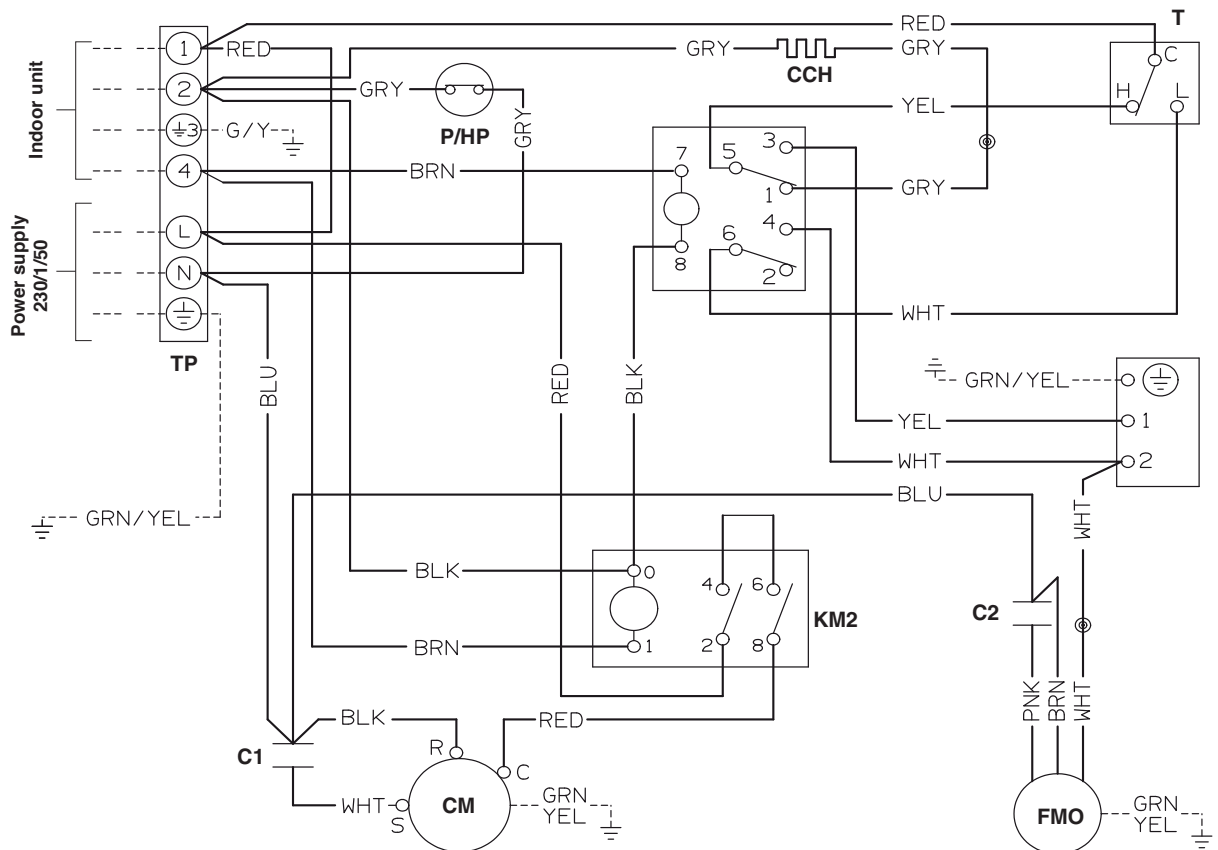 RED
T
1
RED
GRY
GRY
CCH
C
2
GRY
P/HP
GRY
YEL
H
L
Indoor unit
3
G/Y
7
5
3
4
BRN
1
GRY
L
6
4
8
2
Power supply
230/1/50
N
WHT
TP
BLU
RED
BLK
GRN/YEL
YEL
1
WHT
2
BLU
GRN/YEL
WHT
BLK
0
4
6
KM2
C2
BRN
1
2
8
PNK
BRN
WHT
BLK
RED
C1
R
C
WHT
S
CM
GRN
YEL
FMO
GRN
YEL